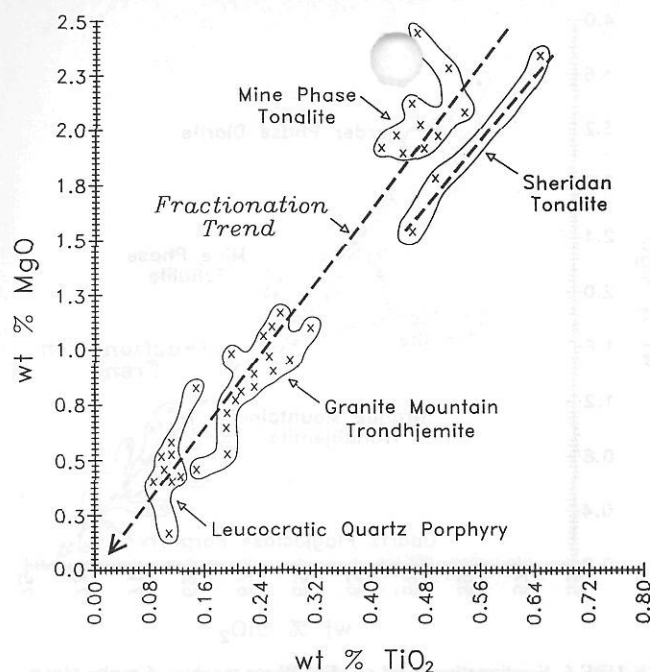 2.5
2.3
2.0
1.8
1.5
1.3
1.0
0.8
0.5
0.3
0.0
wt % MgO
Mine Phase
Tonalite
Sheridan
Tonalite
Fractionation
Trend
Granite Mountain
Trondhjemite
Leucocratic Quartz Porphyry
0.00
0.08
0.16
0.24
0.32
0.40
0.48
0.56
0.64
0.72
0.80
wt % TiO₂